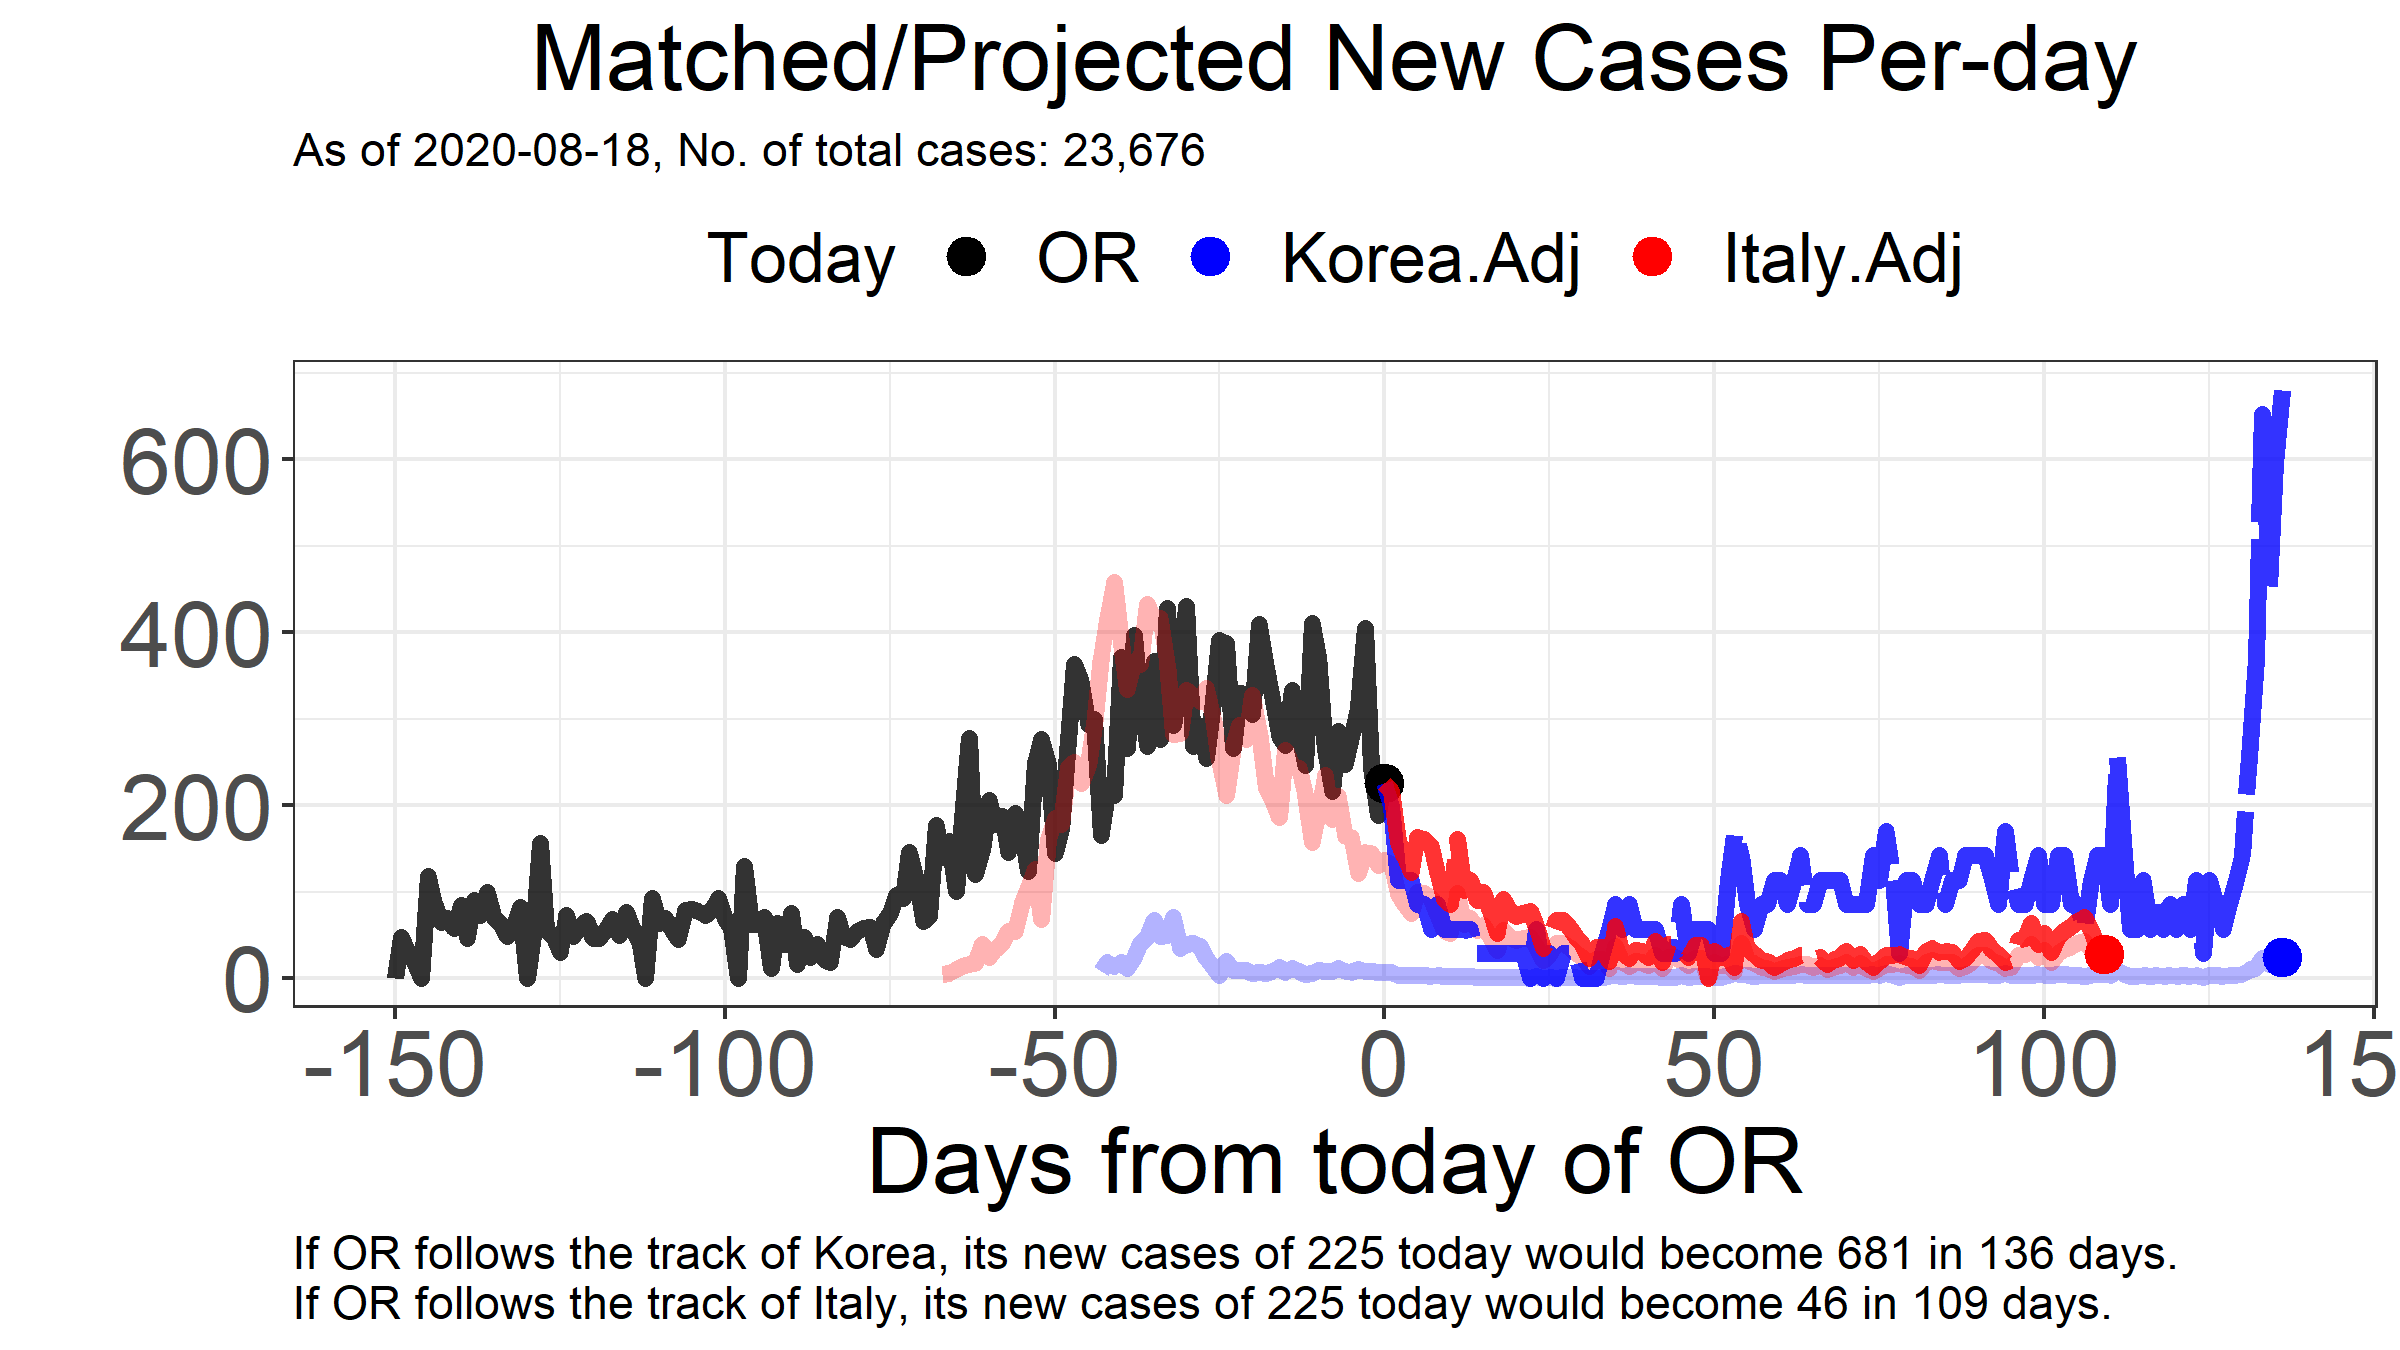 Matched/Projected New Cases Per-day
As of 2020-08-18, No. of total cases: 23,676
Today OR Korea.Adj Italy.Adj
600
400
200
0
-150 -100 -50 0 50 100 15
Days from today of OR
If OR follows the track of Korea, its new cases of 225 today would become 681 in 136 days.
If OR follows the track of Italy, its new cases of 225 today would become 46 in 109 days.